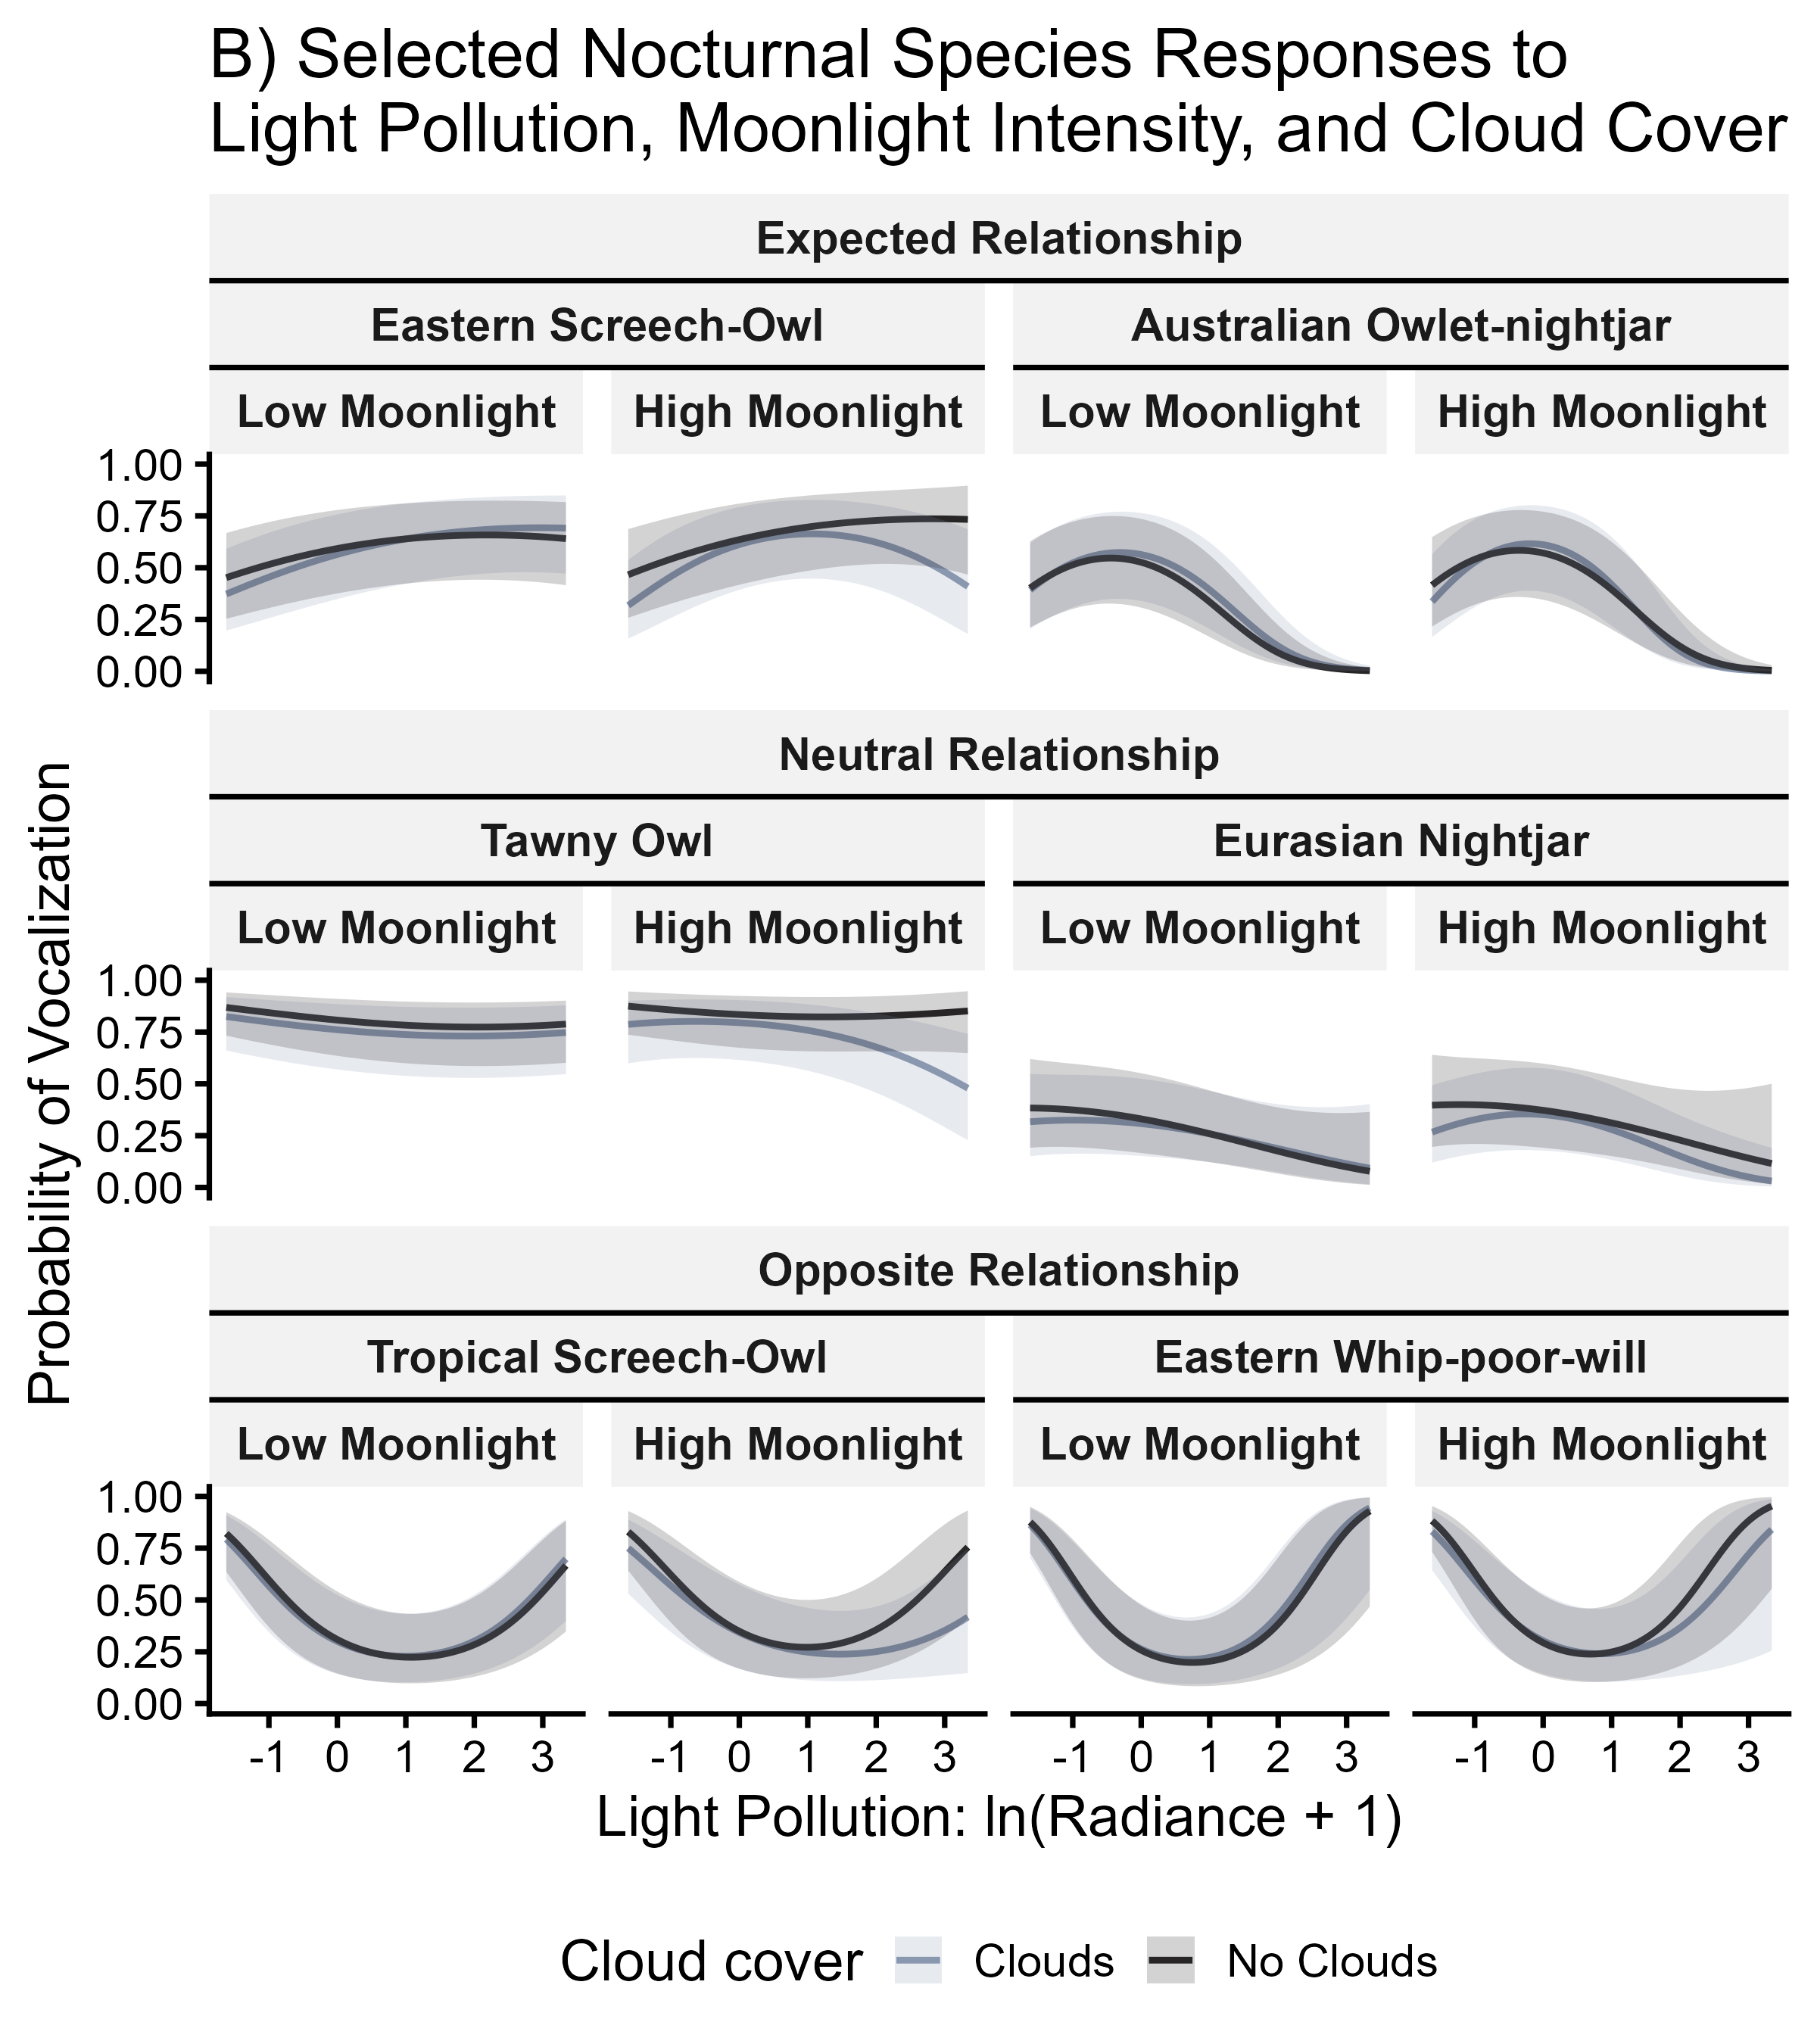 B) Selected Nocturnal Species Responses to
Light Pollution, Moonlight Intensity, and Cloud Cover
Expected Relationship
Eastern Screech-Owl Australian Owlet-nightjar
Low Moonlight High Moonlight Low Moonlight High Moonlight
1.00
0.75
0.50
0.25
0.00
Neutral Relationship
Tawny Owl Eurasian Nightjar
Low Moonlight High Moonlight Low Moonlight High Moonlight
1.00
0.75
0.50
0.25
0.00
Probability of Vocalization
Opposite Relationship
Tropical Screech-Owl Eastern Whip-poor-will
Low Moonlight High Moonlight Low Moonlight High Moonlight
1.00
0.75
0.50
0.25
0.00
-1 0 1 2 3 -1 0 1 2 3 -1 0 1 2 3 -1 0 1 2 3
Light Pollution: ln(Radiance + 1)
Cloud cover Clouds No Clouds